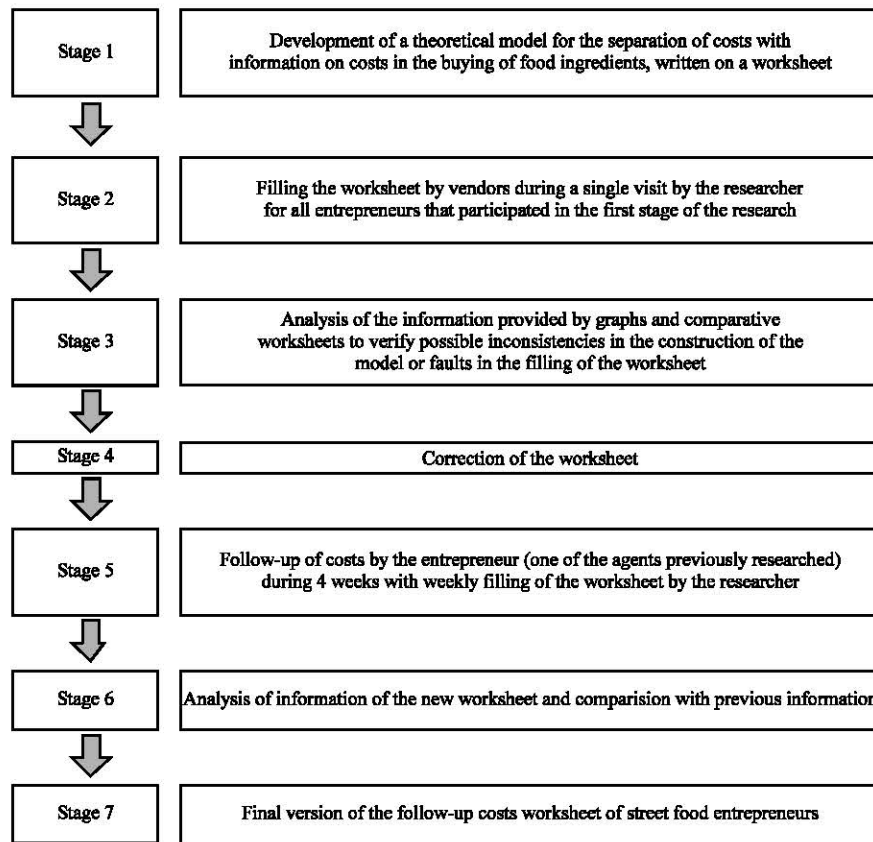 Stage 1
Development of a theoretical model for the separation of costs with
information on costs in the buying of food ingredients, written on a worksheet
Stage 2
Filling the worksheet by vendors during a single visit by the researcher
for all entrepreneurs that participated in the first stage of the research
Stage 3
Analysis of the information provided by graphs and comparative
worksheets to verify possible inconsistencies in the construction of the
model or faults in the filling of the worksheet
Stage 4
Correction of the worksheet
Stage 5
Follow-up of costs by the entrepreneur (one of the agents previously researched)
during 4 weeks with weekly filling of the worksheet by the researcher
Stage 6
Analysis of information of the new worksheet and comparision with previous information
Stage 7
Final version of the follow-up costs worksheet of street food entrepreneurs